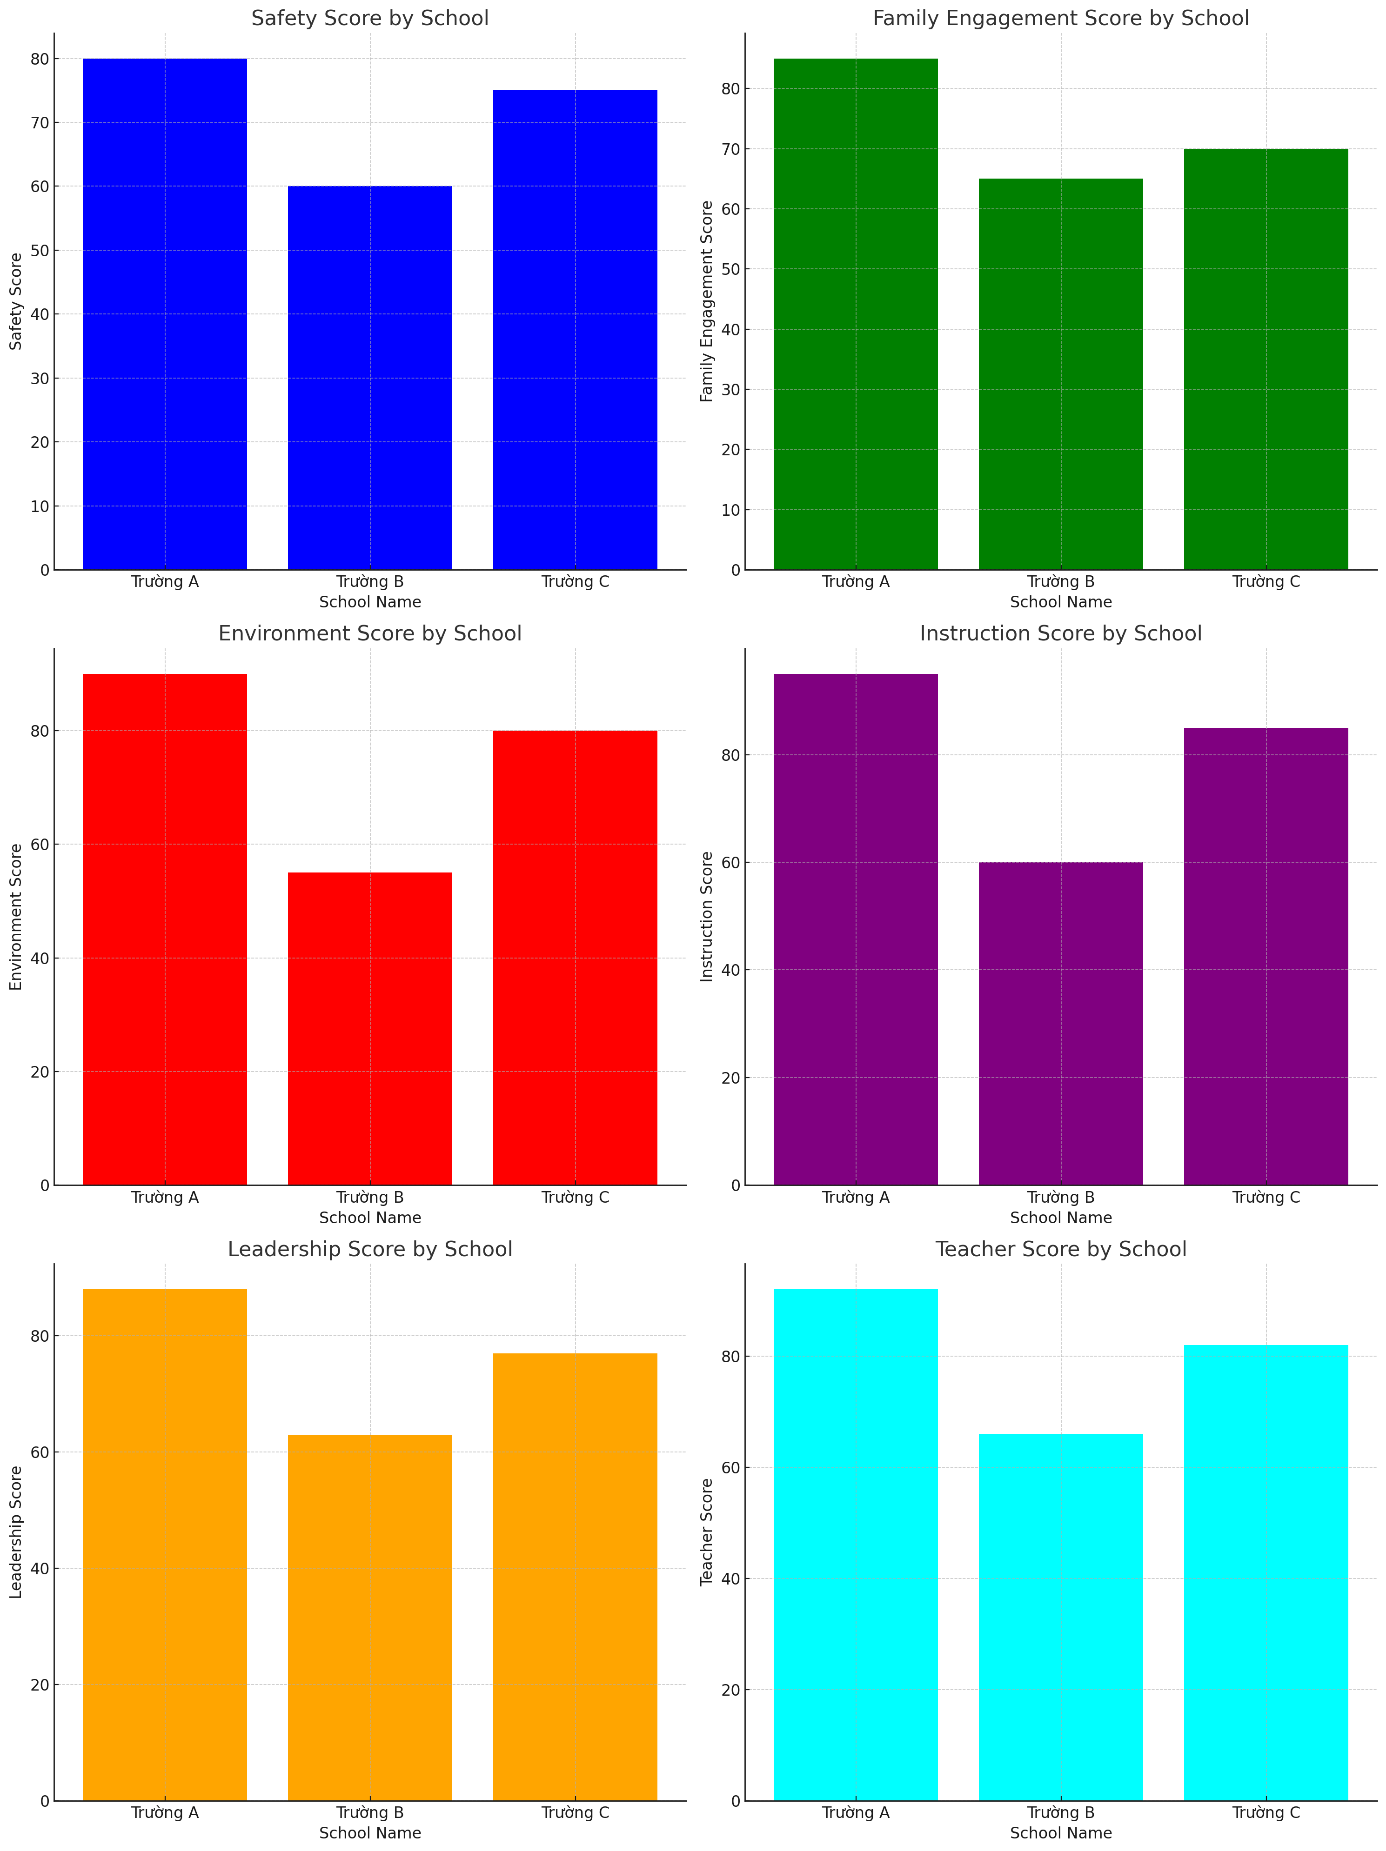 Safety Score by School
Safety Score
80
70
60
50
40
30
20
10
0
Trường A
Trường B
Trường C
School Name
Family Engagement Score by School
Family Engagement Score
80
70
60
50
40
30
20
10
0
Trường A
Trường B
Trường C
School Name
Environment Score by School
Environment Score
80
60
40
20
0
Trường A
Trường B
Trường C
School Name
Instruction Score by School
Instruction Score
80
60
40
20
0
Trường A
Trường B
Trường C
School Name
Leadership Score by School
Leadership Score
80
60
40
20
0
Trường A
Trường B
Trường C
School Name
Teacher Score by School
Teacher Score
80
60
40
20
0
Trường A
Trường B
Trường C
School Name